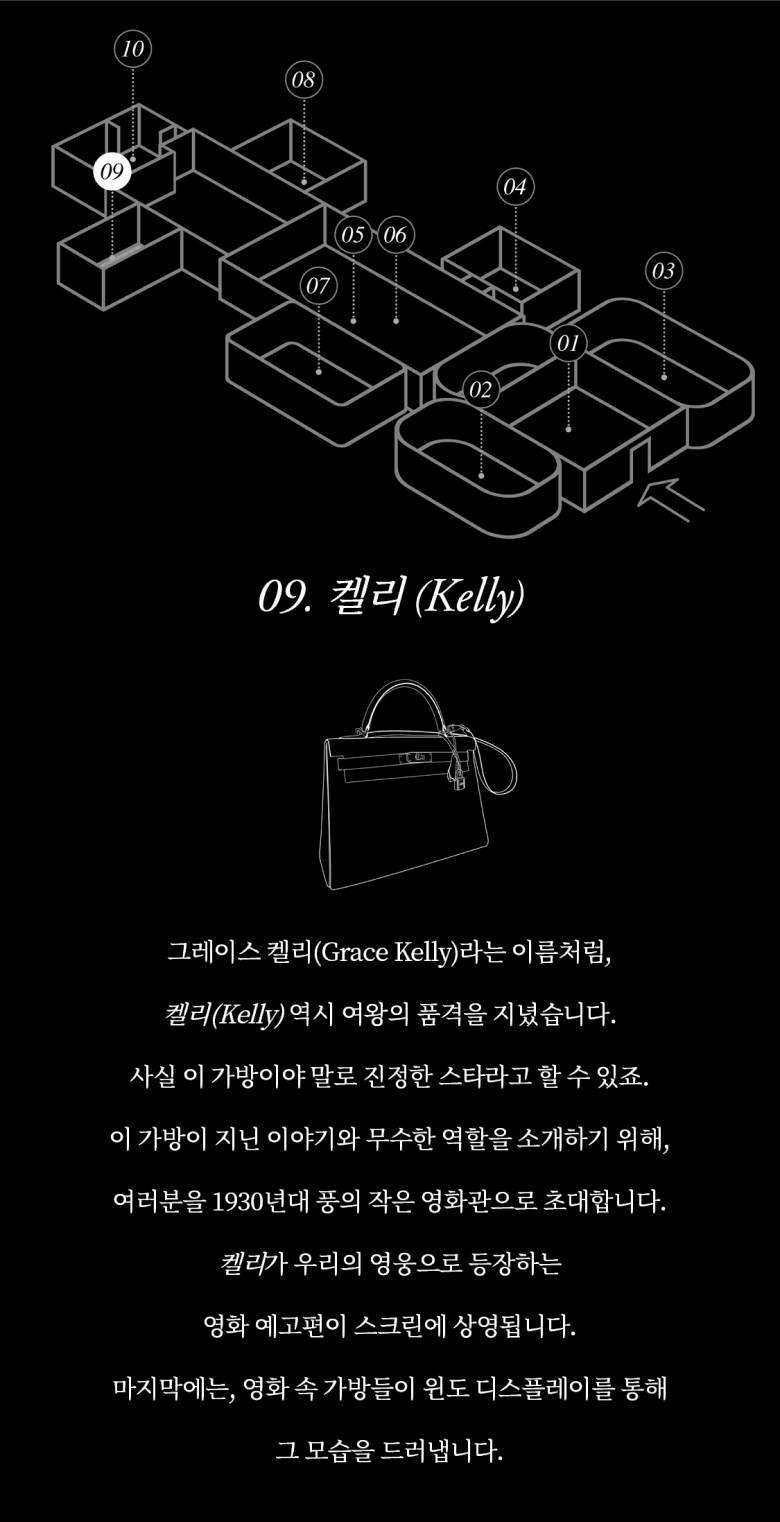 10
08
09
04
05 06
03
07
01
02
09. 켈리 (Kelly)
그레이스 켈리(Grace Kelly)라는 이름처럼,
켈리(Kelly) 역시 여왕의 품격을 지녔습니다.
사실 이 가방이야 말로 진정한 스타라고 할 수 있죠.
이 가방이 지닌 이야기와 무수한 역할을 소개하기 위해,
여러분을 1930년대 풍의 작은 영화관으로 초대합니다.
켈리가 우리의 영웅으로 등장하는
영화 예고편이 스크린에 상영됩니다.
마지막에는, 영화 속 가방들이 윈도 디스플레이를 통해
그 모습을 드러냅니다.